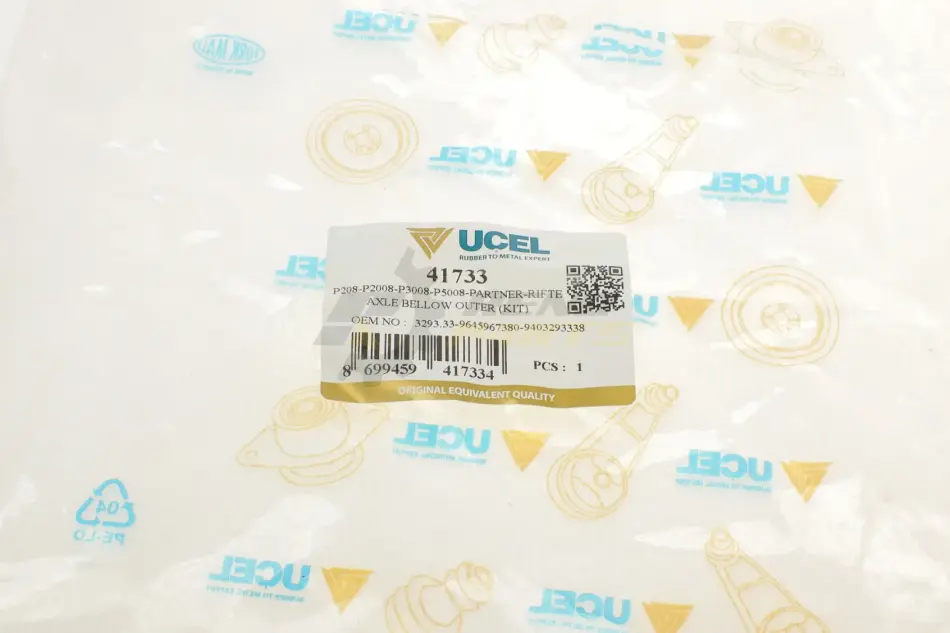 UCEL
UCEL
UCEL
UCEL
UCEL
RUBBER TO METAL EXPERT
41733
P208-P2008-P3008-P5008-PARTNER-RIFTE
AXLE BELLOW OUTER (KIT)
OEM NO : 3293.33-9645967380-9403293338
8 699459 417334
PCS : 1
ORIGINAL EQUIVALENT QUALITY
UCEL
UCEL
04
PE-LD
UCEL
UCEL